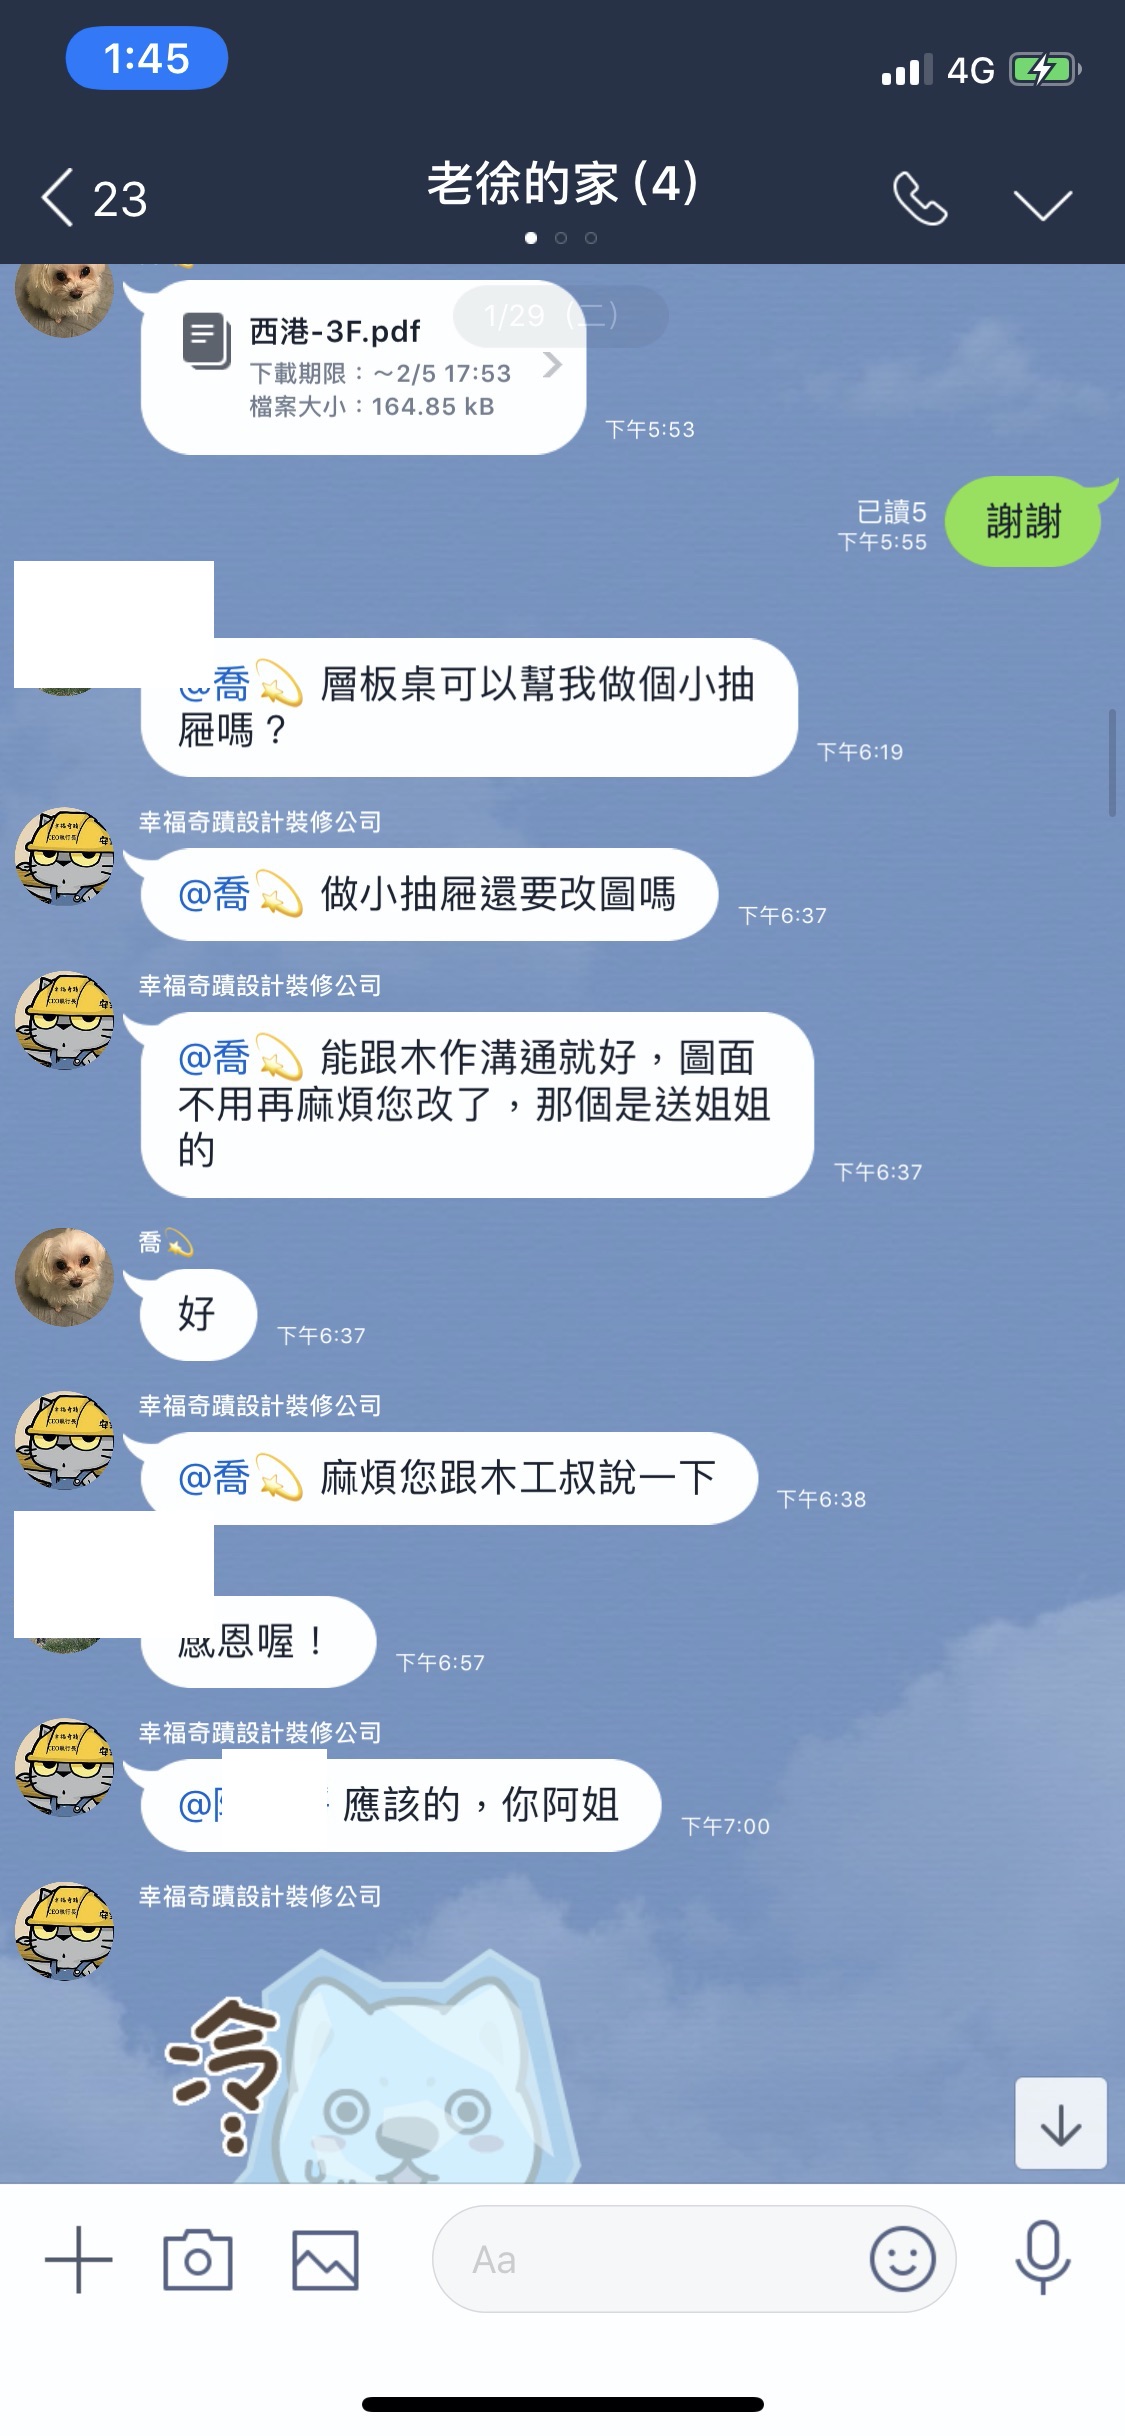 1:45
4G
23
老徐的家 (4)
1/29（二）
西港-3F.pdf
下載期限：～2/5 17:53
檔案大小：164.85 kB
下午5:53
已讀5
下午5:55
謝謝
@喬💫 層板桌可以幫我做個小抽
屜嗎？
下午6:19
幸福奇蹟設計裝修公司
@喬💫 做小抽屜還要改圖嗎
下午6:37
幸福奇蹟設計裝修公司
@喬💫 能跟木作溝通就好，圖面
不用再麻煩您改了，那個是送姐姐
的
下午6:37
喬💫
好
下午6:37
幸福奇蹟設計裝修公司
@喬💫 麻煩您跟木工叔說一下
下午6:38
感恩喔！
下午6:57
幸福奇蹟設計裝修公司
@ 應該的，你阿姐
下午7:00
幸福奇蹟設計裝修公司
冷...
Aa